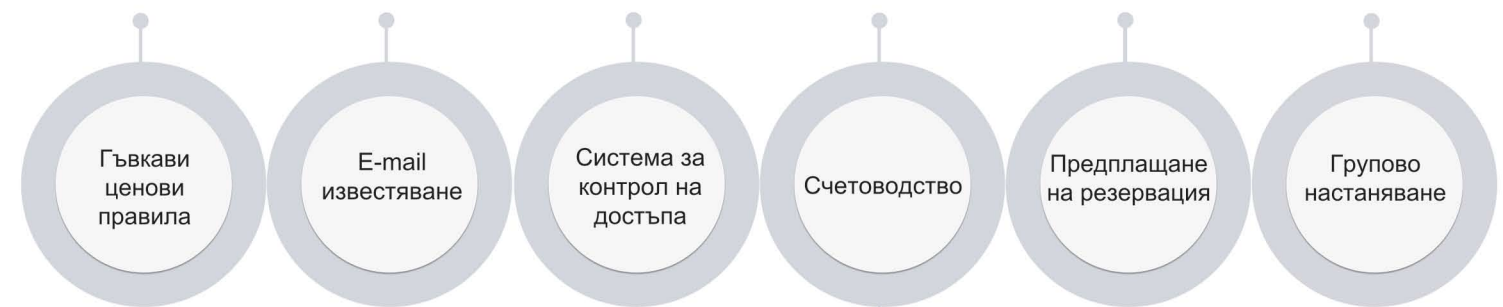 Гъвкави
ценови
правила
E-mail
известяване
Система за
контрол на
достъпа
Счетоводство
Предплащане
на резервация
Групово
настаняване